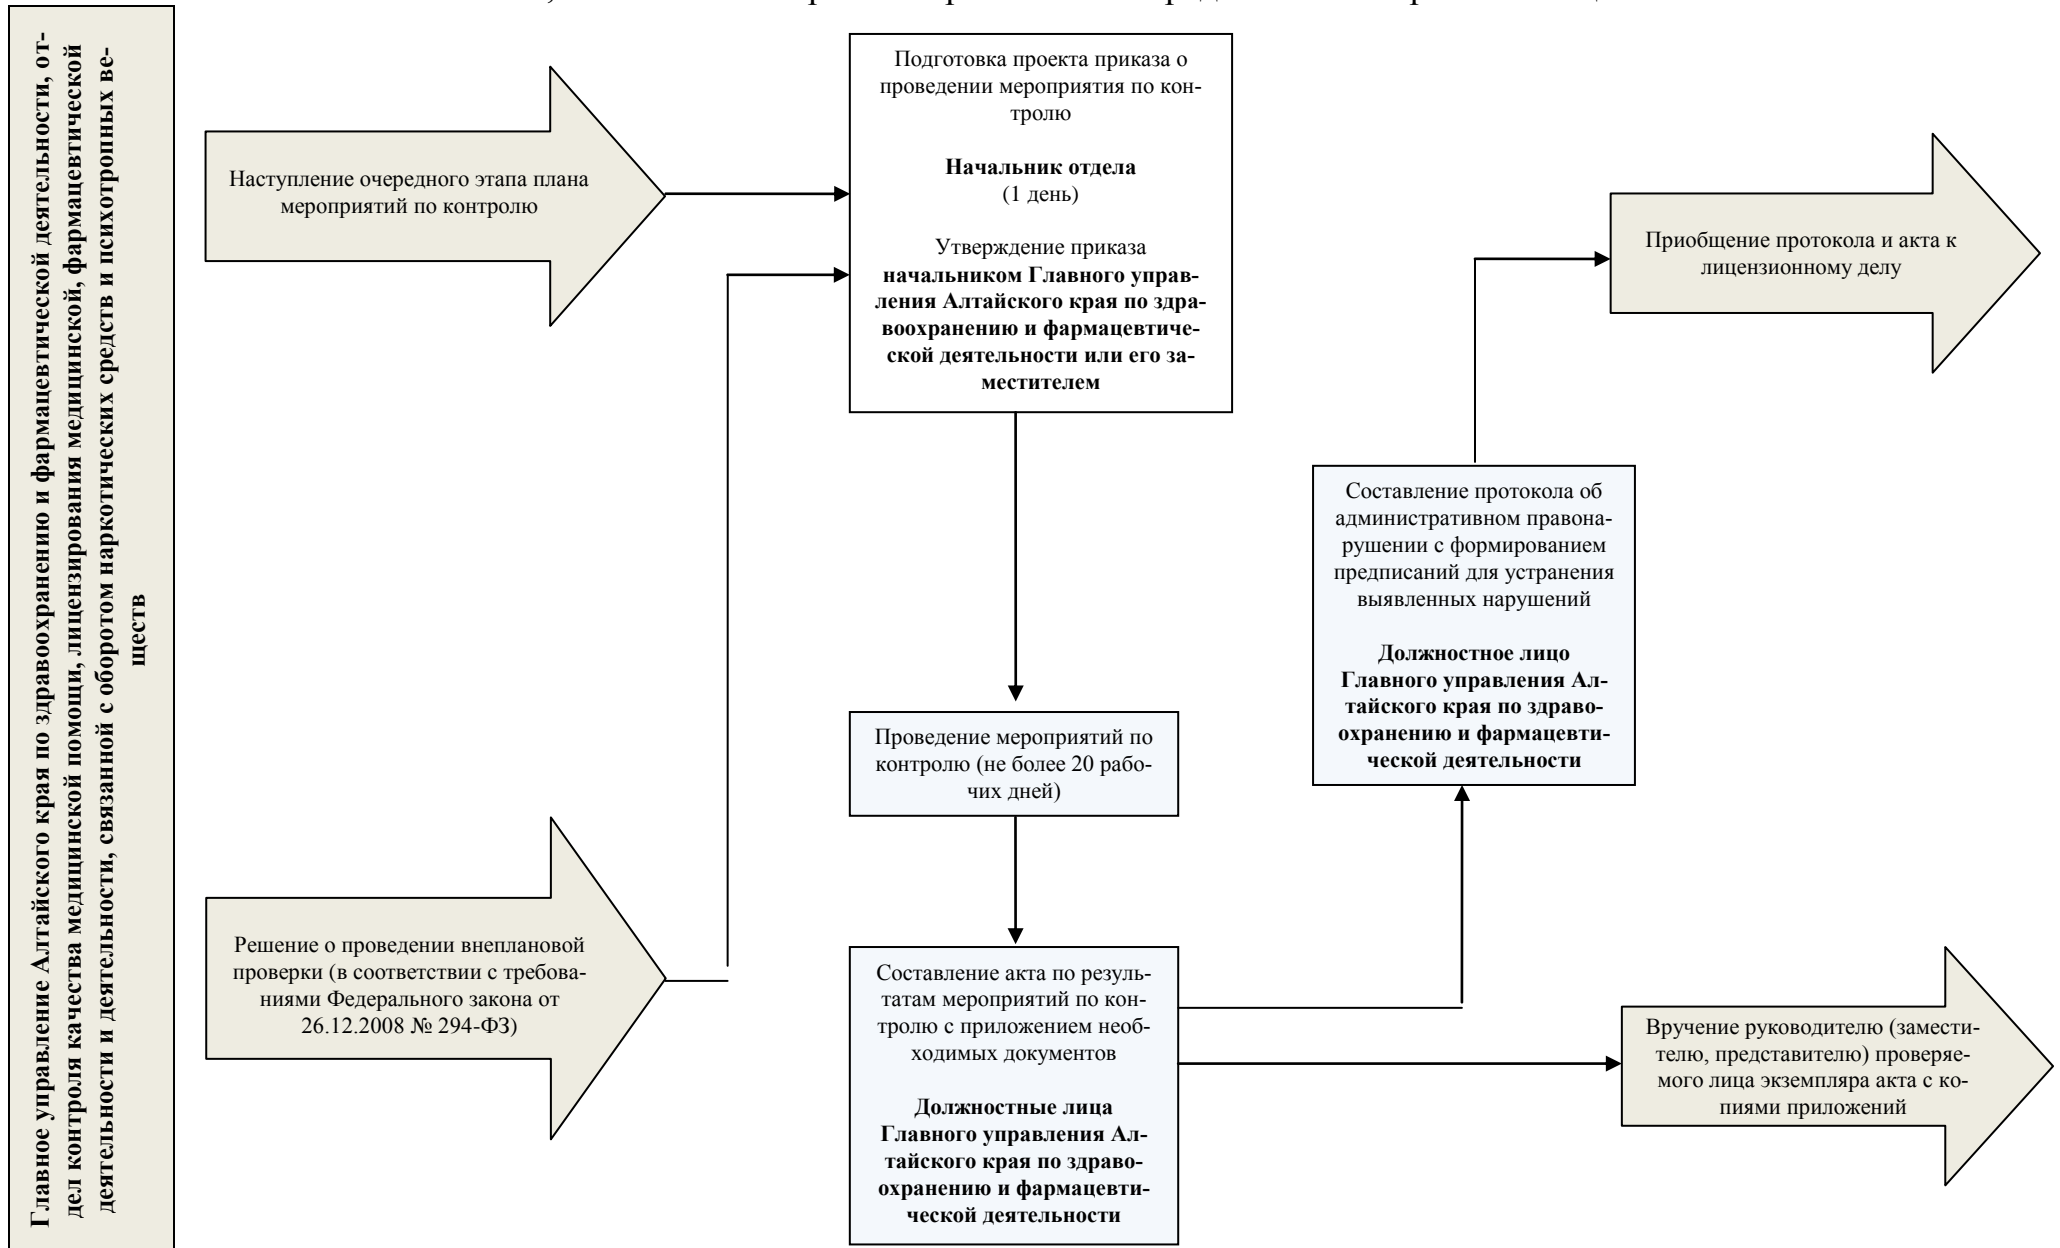 Главное управление Алтайского края по здравоохранению и фармацевтической деятельности, от-
дел контроля качества медицинской помощи, лицензирования медицинской, фармацевтической
деятельности и деятельности, связанной с оборотом наркотических средств и психотропных ве-
ществ
Наступление очередного этапа плана
мероприятий по контролю
Решение о проведении внеплановой
проверки (в соответствии с требова-
ниями Федерального закона от
26.12.2008 № 294-ФЗ)
Подготовка проекта приказа о
проведении мероприятия по кон-
тролю
Начальник отдела
(1 день)
Утверждение приказа
начальником Главного управ-
ления Алтайского края по здра-
воохранению и фармацевтиче-
ской деятельности или его за-
местителем
Проведение мероприятий по
контролю (не более 20 рабо-
чих дней)
Составление акта по резуль-
татам мероприятий по кон-
тролю с приложением необ-
ходимых документов
Должностные лица
Главного управления Ал-
тайского края по здраво-
охранению и фармацевти-
ческой деятельности
Составление протокола об
административном правона-
рушении с формированием
предписаний для устранения
выявленных нарушений
Должностное лицо
Главного управления Ал-
тайского края по здраво-
охранению и фармацевти-
ческой деятельности
Приобщение протокола и акта к
лицензионному делу
Вручение руководителю (замести-
телю, представителю) проверяе-
мого лица экземпляра акта с ко-
пиями приложений